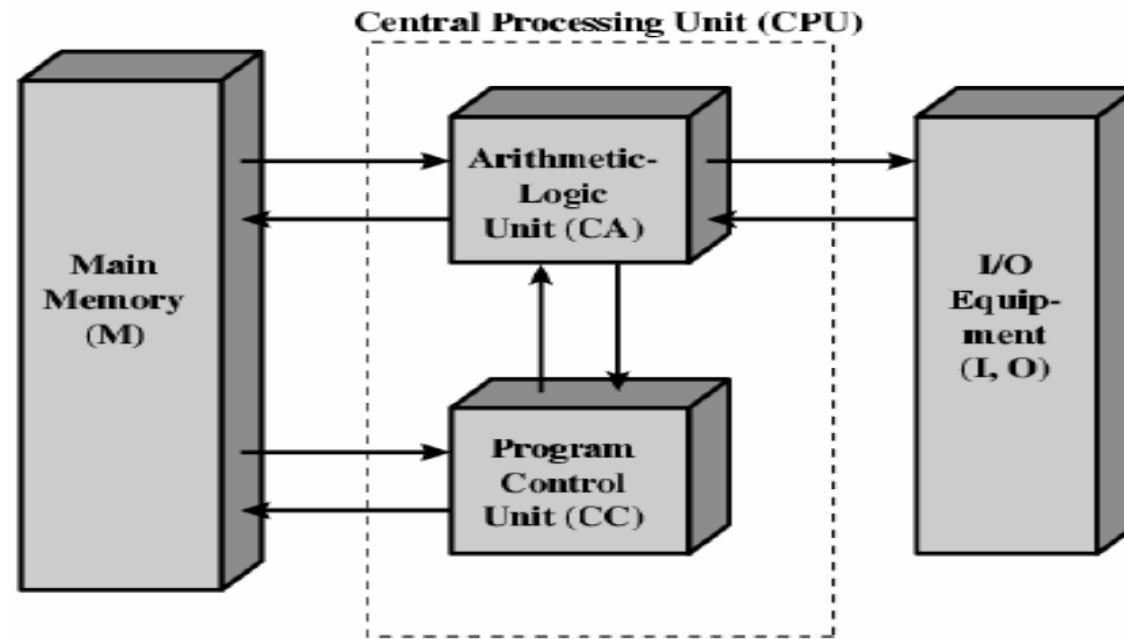 Central Processing Unit (CPU)
Main
Memory
(M)
Arithmetic-
Logic
Unit (CA)
Program
Control
Unit (CC)
I/O
Equip-
ment
(I, O)